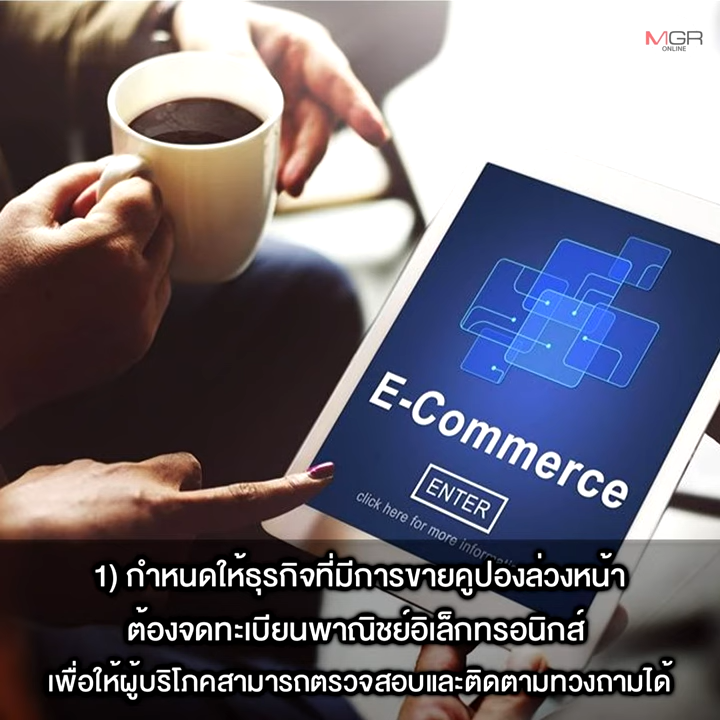 MGR
ONLINE
E-Commerce
ENTER
click here for more
1) กำหนดให้ธุรกิจที่มีการขายคูปองล่วงหน้า
ต้องจดทะเบียนพาณิชย์อิเล็กทรอนิกส์
เพื่อให้ผู้บริโภคสามารถตรวจสอบและติดตามทวงถามได้